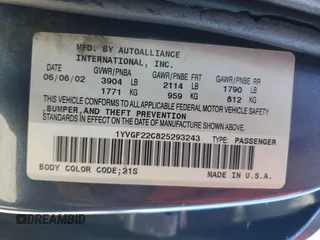 MFD. BY AUTOALLIANCE
INTERNATIONAL, INC.
DATE GVWR/PNBA GAWR/PNBE FRT GAWR/PNBE RR
06/06/02 3904 LB 2114 LB 1790 LB
1771 KG 959 KG 812 KG
THIS VEHICLE CONFORMS TO ALL APPLICABLE FEDERAL MOTOR VEHICLE SAFETY,
BUMPER, AND THEFT PREVENTION
STANDARDS IN EFFECT ON THE DATE OF MANUFACTURE SHOWN ABOVE.
1YVGF22C825293243 TYPE: PASSENGER
BODY COLOR CODE;21S MADE IN U.S.A.
DREAMBID